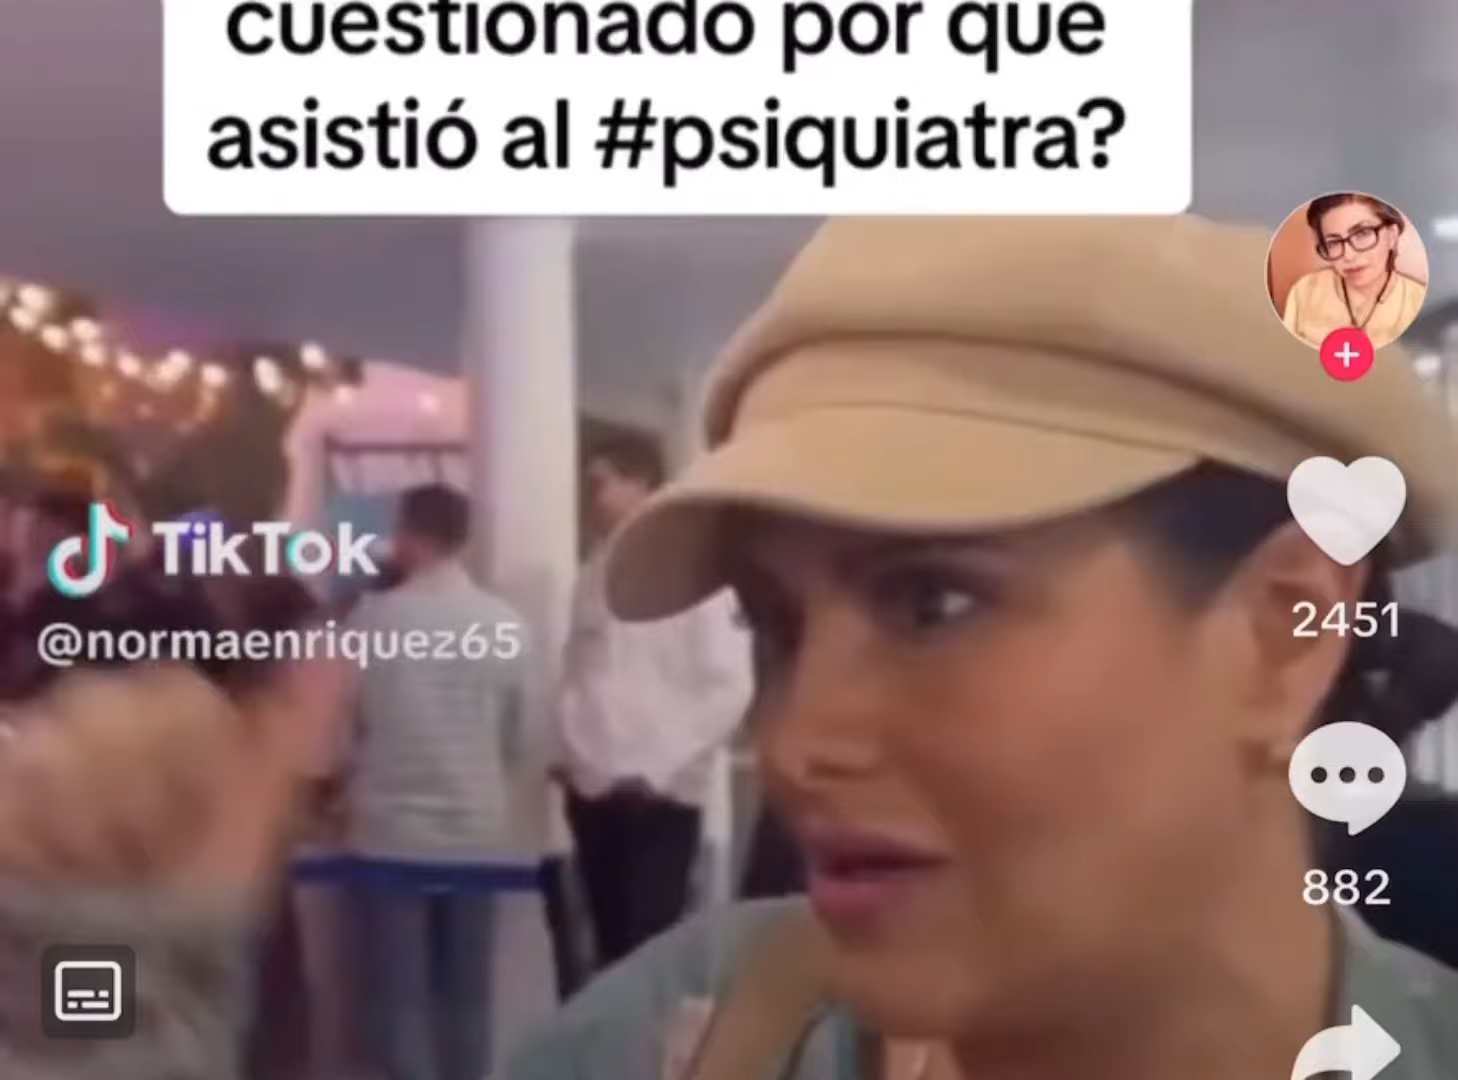 cuestionado por que
asistió al #psiquiatra?
TikTok
@normaenriquez65
2451
882